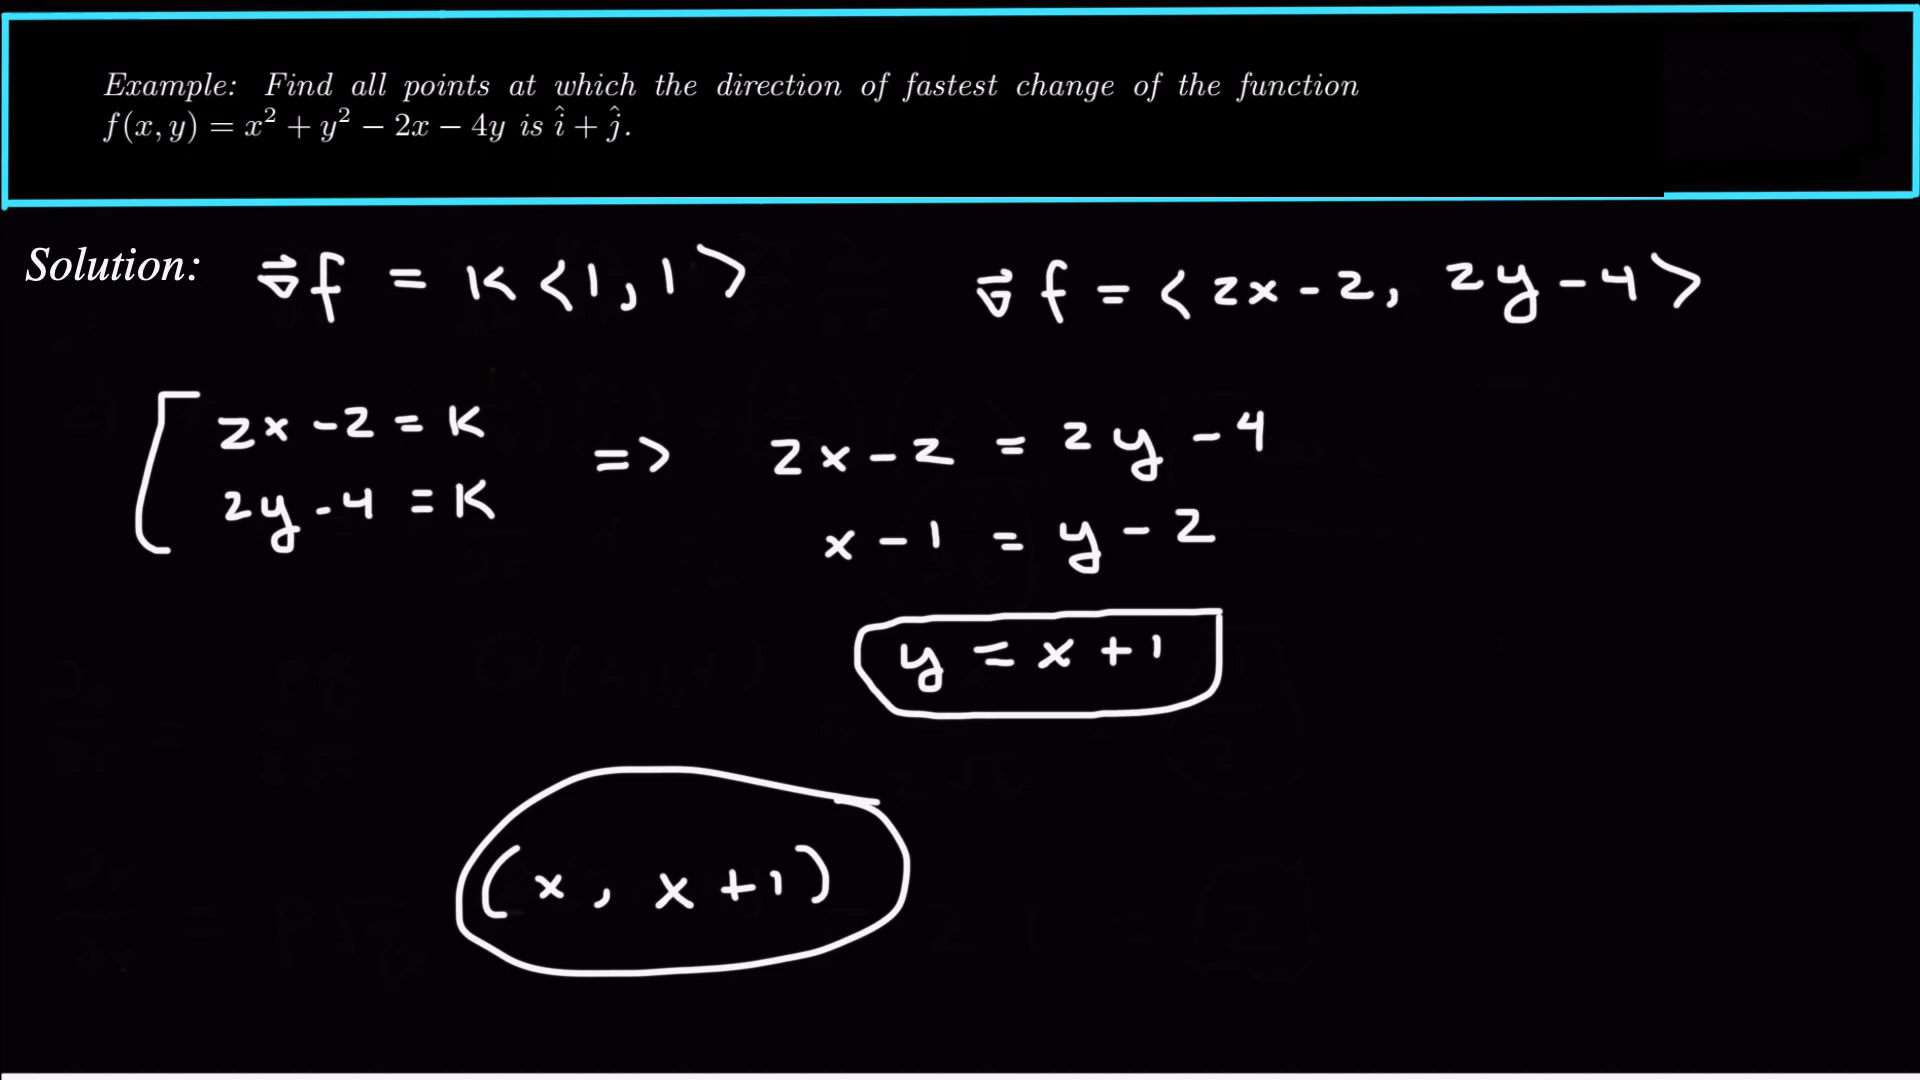 Example: Find all points at which the direction of fastest change of the function
f(x, y) = x² + y² − 2x − 4y is î + ĵ.
Solution: ∇⃗f = K<1, 1> ∇⃗f = <2x − 2, 2y − 4>
2x − 2 = K => 2x − 2 = 2y − 4
2y − 4 = K
x − 1 = y − 2
y = x + 1
(x, x + 1)